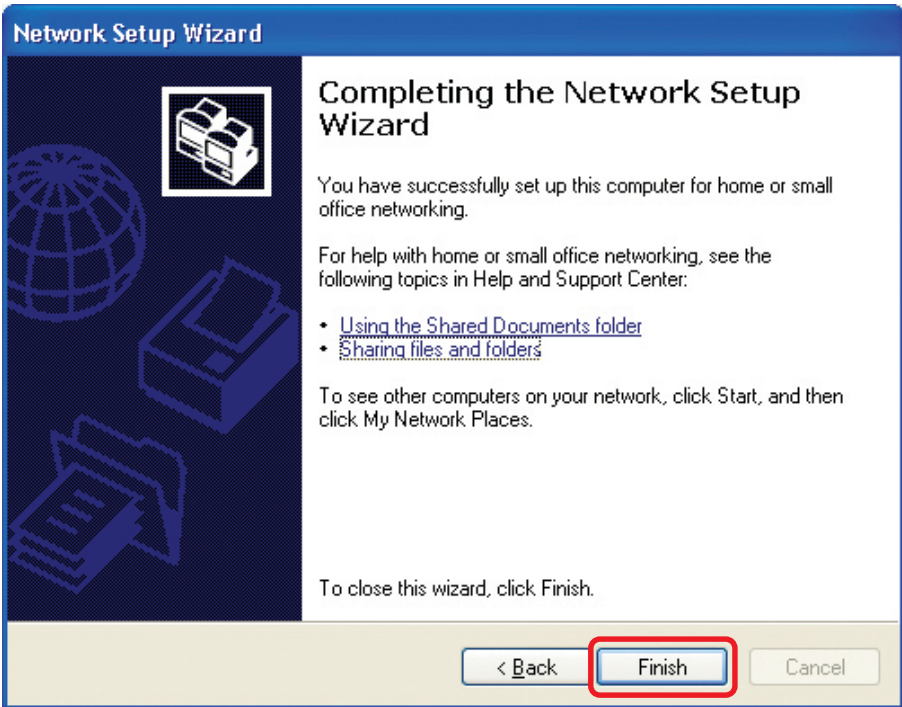 Network Setup Wizard
Completing the Network Setup
Wizard
You have successfully set up this computer for home or small
office networking.
For help with home or small office networking, see the
following topics in Help and Support Center:
• Using the Shared Documents folder
• Sharing files and folders
To see other computers on your network, click Start, and then
click My Network Places.
To close this wizard, click Finish.
< Back Finish Cancel